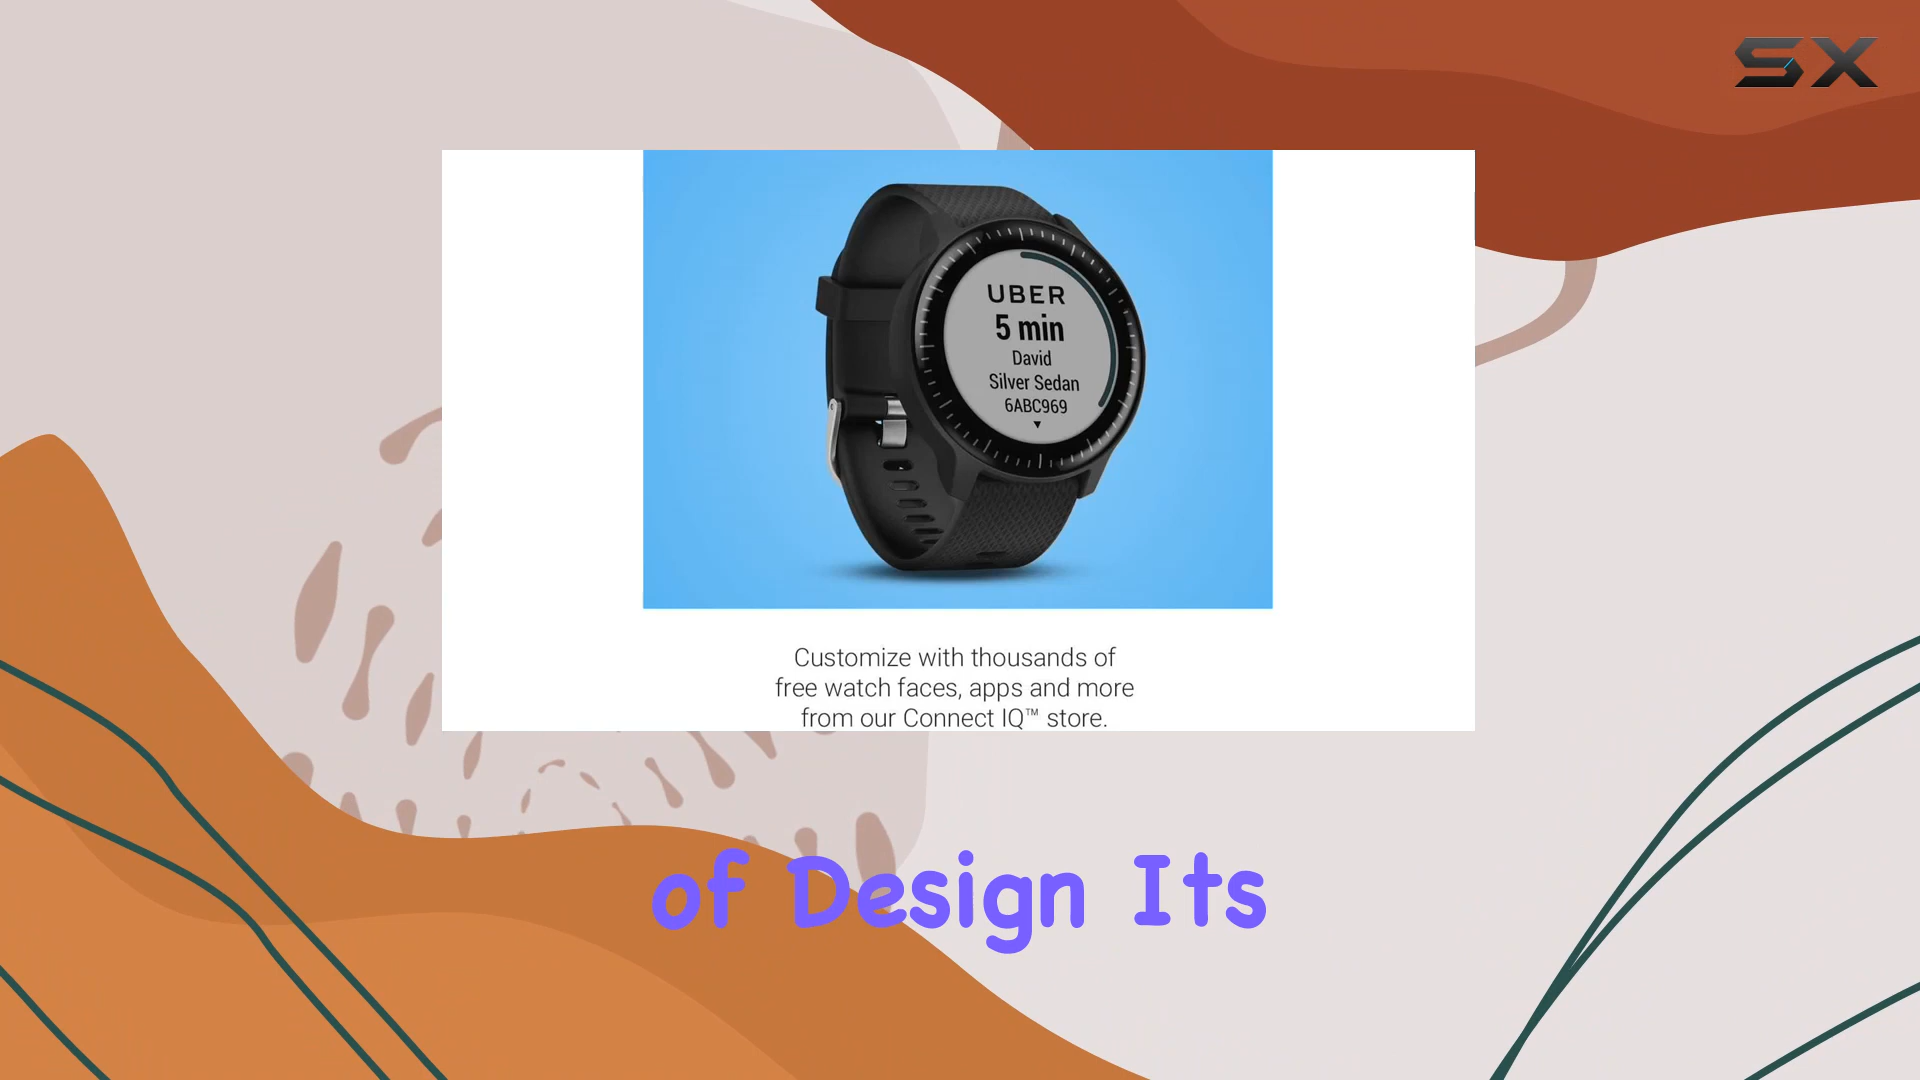 SX
UBER
5 min
David
Silver Sedan
6ABC969
Customize with thousands of
free watch faces, apps and more
from our Connect IQ™ store.
of Design Its